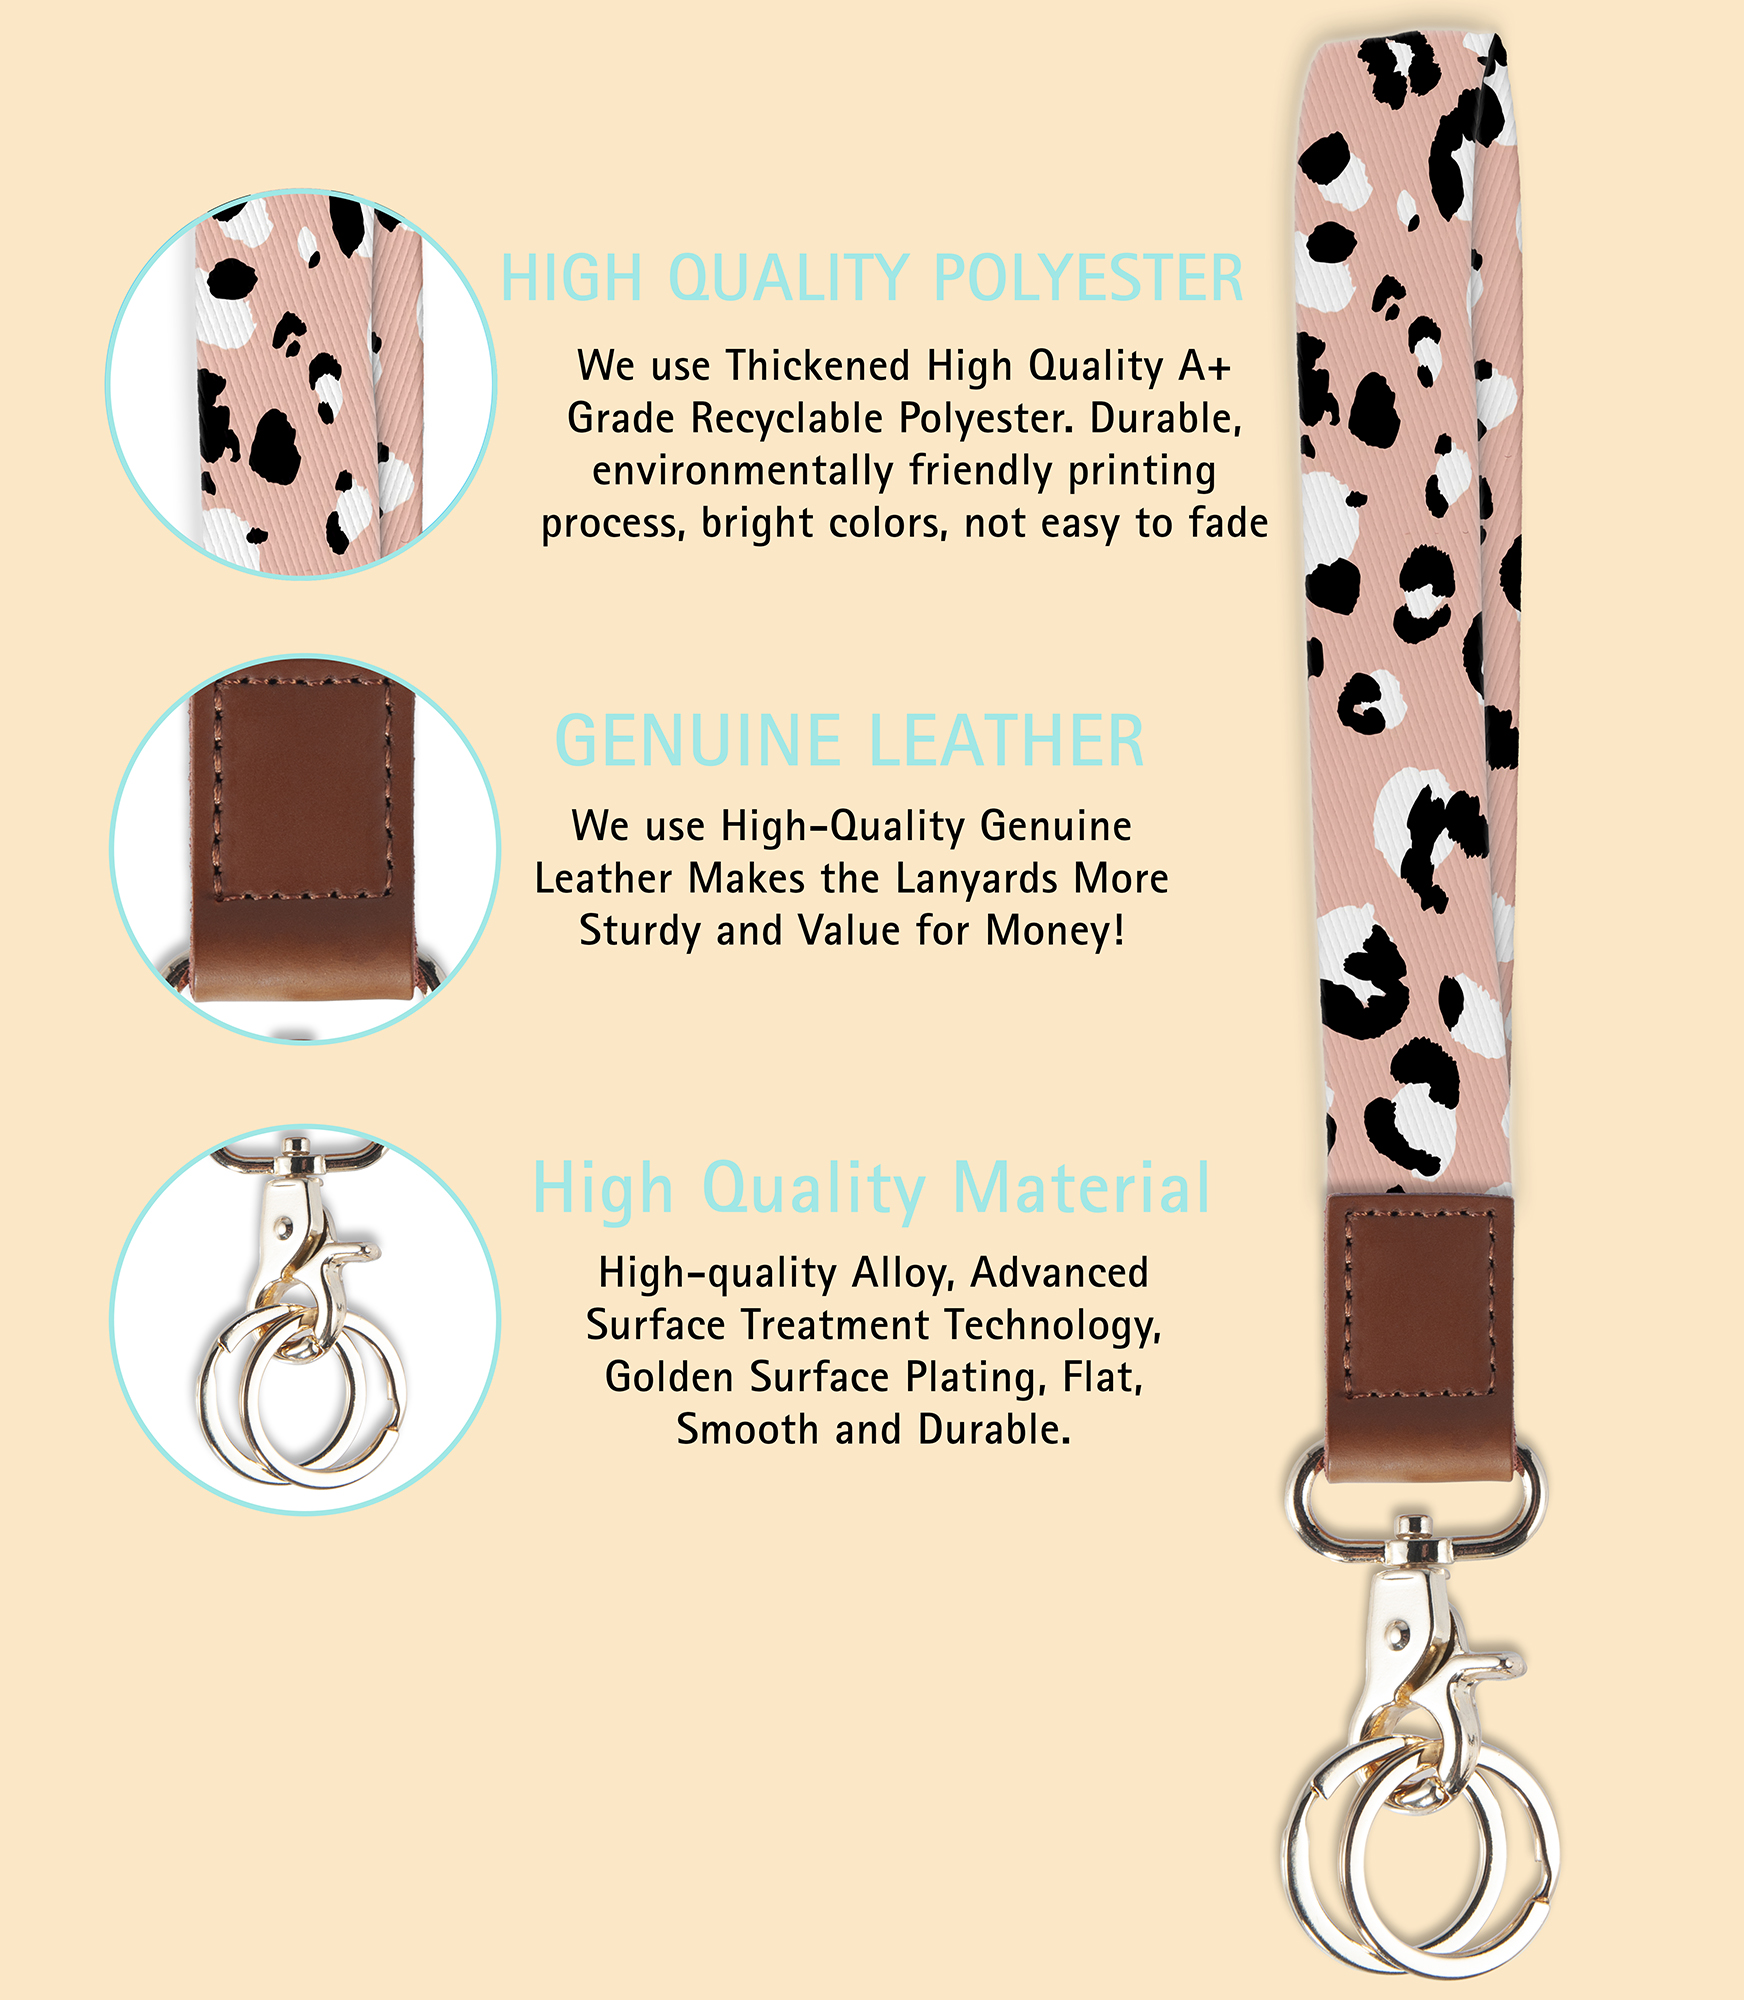 HIGH QUALITY POLYESTER
We use Thickened High Quality A+
Grade Recyclable Polyester. Durable,
environmentally friendly printing
process, bright colors, not easy to fade
GENUINE LEATHER
We use High-Quality Genuine
Leather Makes the Lanyards More
Sturdy and Value for Money!
High Quality Material
High-quality Alloy, Advanced
Surface Treatment Technology,
Golden Surface Plating, Flat,
Smooth and Durable.